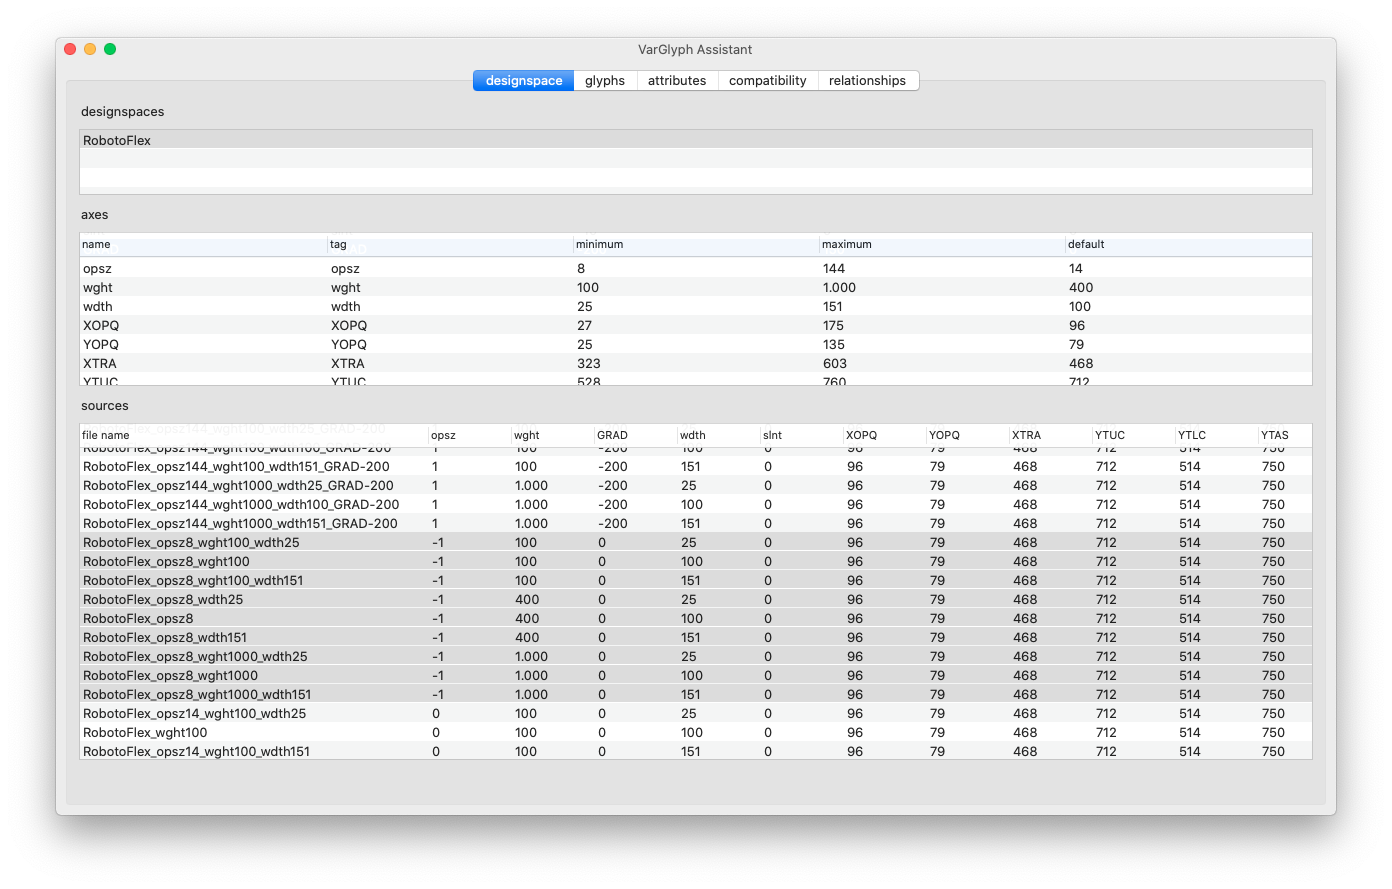 VarGlyph Assistant
designspace glyphs attributes compatibility relationships
designspaces
RobotoFlex
axes
name tag minimum maximum default
opsz opsz 8 144 14
wght wght 100 1.000 400
wdth wdth 25 151 100
XOPQ XOPQ 27 175 96
YOPQ YOPQ 25 135 79
XTRA XTRA 323 603 468
YTUC YTUC 528 760 712
sources
file name opsz wght GRAD wdth slnt XOPQ YOPQ XTRA YTUC YTLC YTAS
RobotoFlex_opsz144_wght100_wdth100_GRAD-200 1 100 -200 100 0 96 79 468 712 514 750
RobotoFlex_opsz144_wght100_wdth151_GRAD-200 1 100 -200 151 0 96 79 468 712 514 750
RobotoFlex_opsz144_wght1000_wdth25_GRAD-200 1 1.000 -200 25 0 96 79 468 712 514 750
RobotoFlex_opsz144_wght1000_wdth100_GRAD-200 1 1.000 -200 100 0 96 79 468 712 514 750
RobotoFlex_opsz144_wght1000_wdth151_GRAD-200 1 1.000 -200 151 0 96 79 468 712 514 750
RobotoFlex_opsz8_wght100_wdth25 -1 100 0 25 0 96 79 468 712 514 750
RobotoFlex_opsz8_wght100 -1 100 0 100 0 96 79 468 712 514 750
RobotoFlex_opsz8_wght100_wdth151 -1 100 0 151 0 96 79 468 712 514 750
RobotoFlex_opsz8_wdth25 -1 400 0 25 0 96 79 468 712 514 750
RobotoFlex_opsz8 -1 400 0 100 0 96 79 468 712 514 750
RobotoFlex_opsz8_wdth151 -1 400 0 151 0 96 79 468 712 514 750
RobotoFlex_opsz8_wght1000_wdth25 -1 1.000 0 25 0 96 79 468 712 514 750
RobotoFlex_opsz8_wght1000 -1 1.000 0 100 0 96 79 468 712 514 750
RobotoFlex_opsz8_wght1000_wdth151 -1 1.000 0 151 0 96 79 468 712 514 750
RobotoFlex_opsz14_wght100_wdth25 0 100 0 25 0 96 79 468 712 514 750
RobotoFlex_wght100 0 100 0 100 0 96 79 468 712 514 750
RobotoFlex_opsz14_wght100_wdth151 0 100 0 151 0 96 79 468 712 514 750